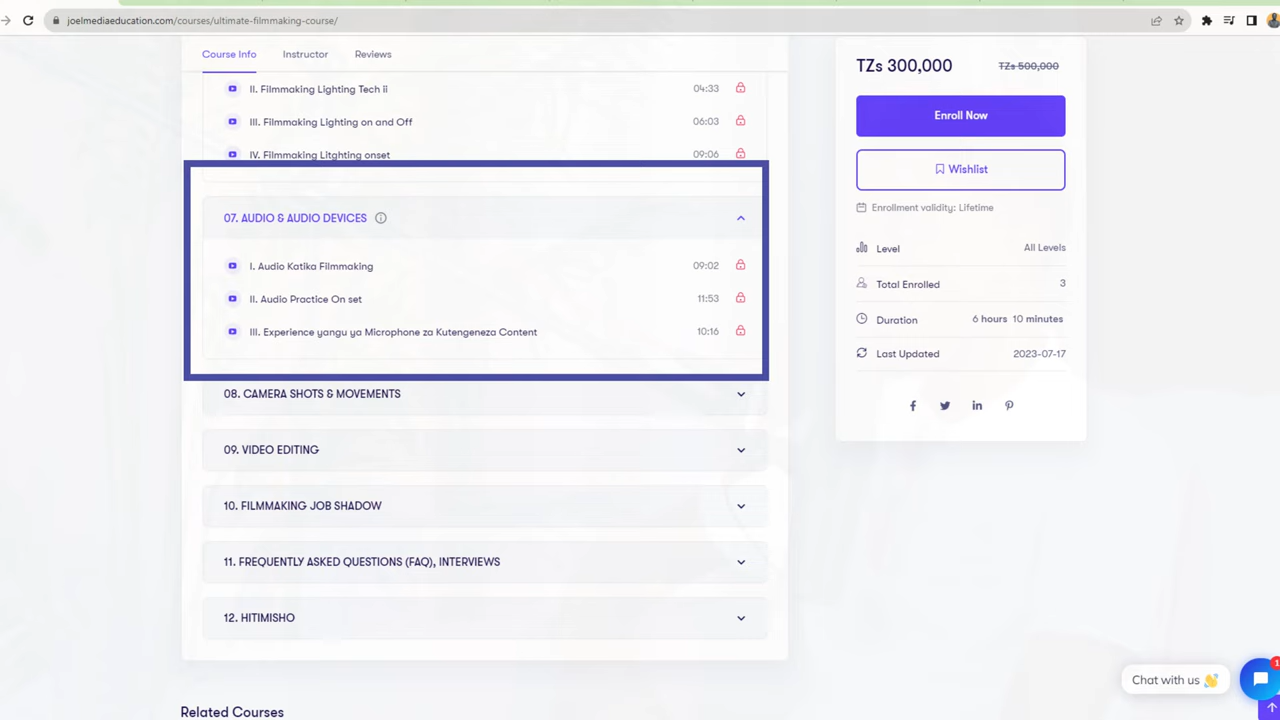 joelmediaeducation.com/courses/ultimate-filmmaking-course/
Course Info Instructor Reviews
II. Filmmaking Lighting Tech ii 04:33
III. Filmmaking Lighting on and Off 06:03
IV. Filmmaking Litghting onset 09:06
07. AUDIO & AUDIO DEVICES
I. Audio Katika Filmmaking 09:02
II. Audio Practice On set 11:53
III. Experience yangu ya Microphone za Kutengeneza Content 10:16
08. CAMERA SHOTS & MOVEMENTS
09. VIDEO EDITING
10. FILMMAKING JOB SHADOW
11. FREQUENTLY ASKED QUESTIONS (FAQ), INTERVIEWS
12. HITIMISHO
Related Courses
TZs 300,000 TZs 500,000
Enroll Now
Wishlist
Enrollment validity: Lifetime
Level All Levels
Total Enrolled 3
Duration 6 hours 10 minutes
Last Updated 2023-07-17
Chat with us 👋
1